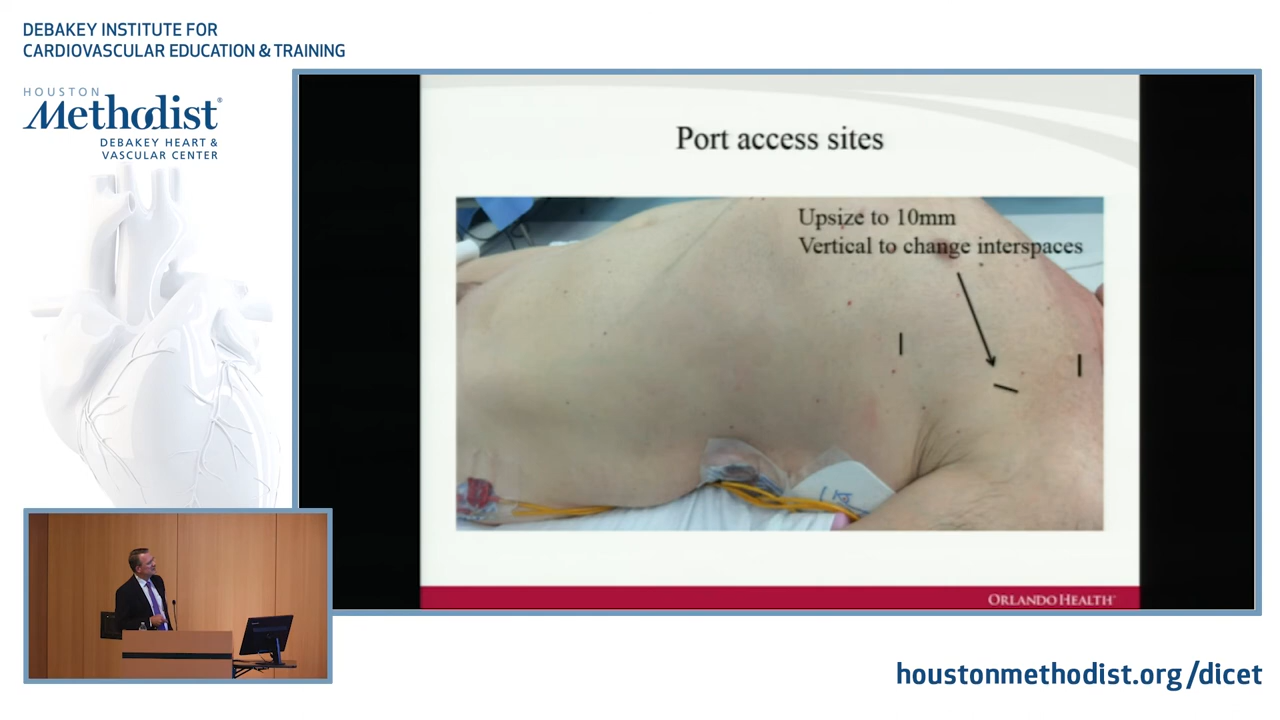 DEBAKEY INSTITUTE FOR
CARDIOVASCULAR EDUCATION & TRAINING
HOUSTON
Methodist®
DEBAKEY HEART &
VASCULAR CENTER
Port access sites
Upsize to 10mm
Vertical to change interspaces
ORLANDO HEALTH™
houstonmethodist.org/dicet